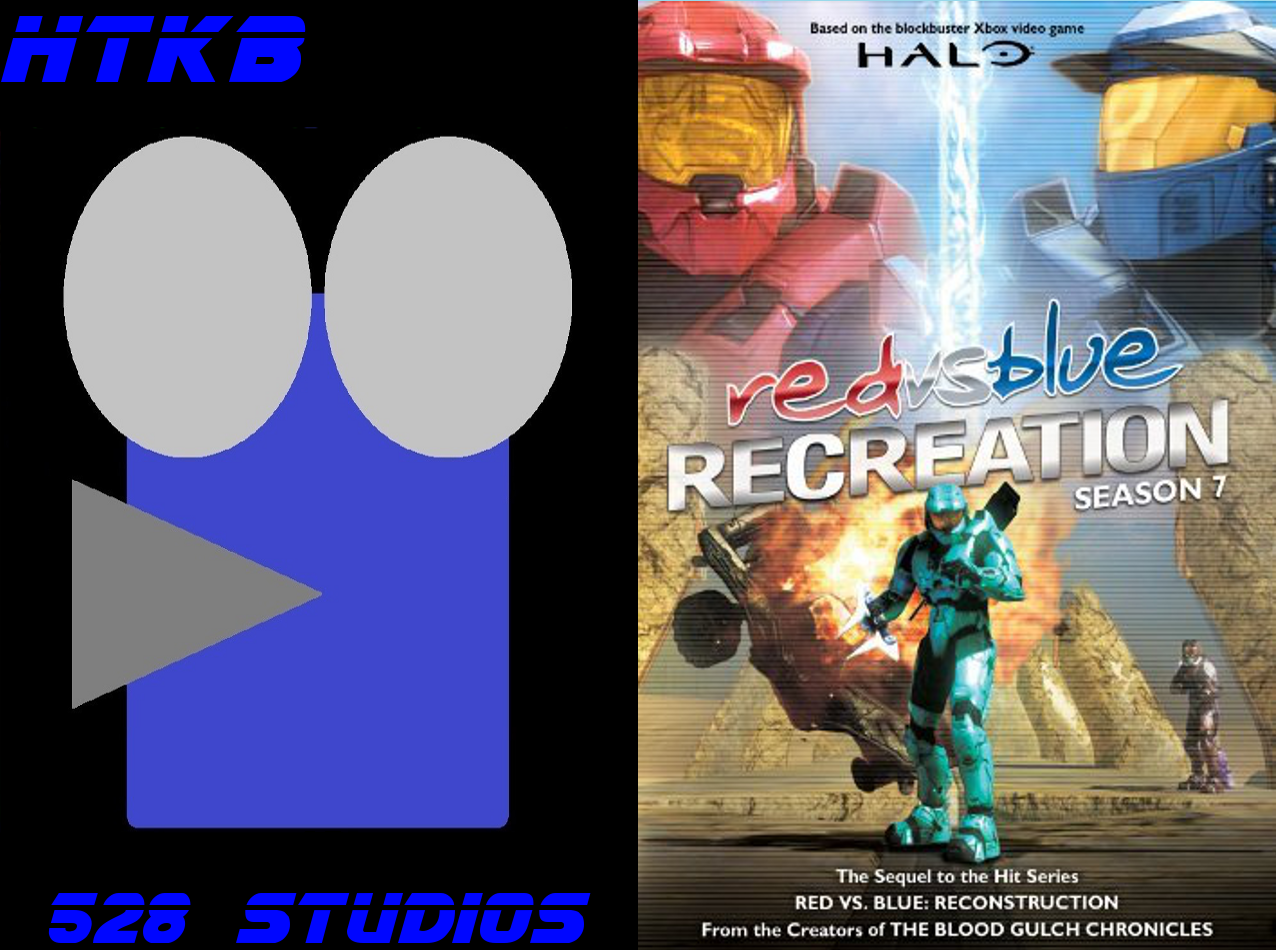 HTKB
528 STUDIOS
Based on the blockbuster Xbox video game
HALO
red vs blue
RECREATION
SEASON 7
The Sequel to the Hit Series
RED VS. BLUE: RECONSTRUCTION
From the Creators of THE BLOOD GULCH CHRONICLES